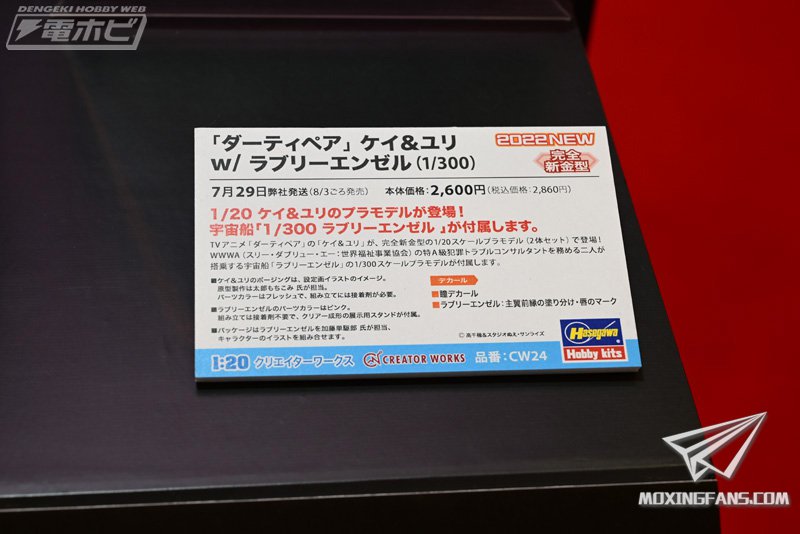 DENGEKI HOBBY WEB
電ホビ
「ダーティペア」ケイ&ユリ
w/ ラブリーエンゼル(1/300)
2022NEW
完全
新金型
7月29日弊社発送(8/3ごろ発売) 本体価格:2,600円(税込価格:2,860円)
1/20 ケイ&ユリのプラモデルが登場!
宇宙船「1/300 ラブリーエンゼル」が付属します。
TVアニメ「ダーティペア」の「ケイ&ユリ」が、完全新金型の1/20スケールプラモデル(2体セット)で登場!
WWWA(スリー・ダブリュー・エー:世界福祉事業協会)の特A級犯罪トラブルコンサルタントを務める二人が
搭乗する宇宙船「ラブリーエンゼル」の1/300スケールプラモデルが付属します。
■ケイ&ユリのポージングは、設定画イラストのイメージ。
原型製作は太郎もちこみ 氏が担当。
パーツカラーはフレッシュで、組み立てには接着剤が必要。
■ラブリーエンゼルのパーツカラーはピンク。
組み立ては接着剤不要で、クリアー成形の展示用スタンドが付属。
■パッケージはラブリーエンゼルを加藤単駆郎 氏が担当、
キャラクターのイラストを組み合せます。
デカール
■瞳デカール
■ラブリーエンゼル:主翼前縁の塗り分け・唇のマーク
©高千穂&スタジオぬえ・サンライズ
1:20 クリエイターワークス CREATOR WORKS 品番:CW24
Hasegawa
Hobby kits
MOXINGFANS.COM